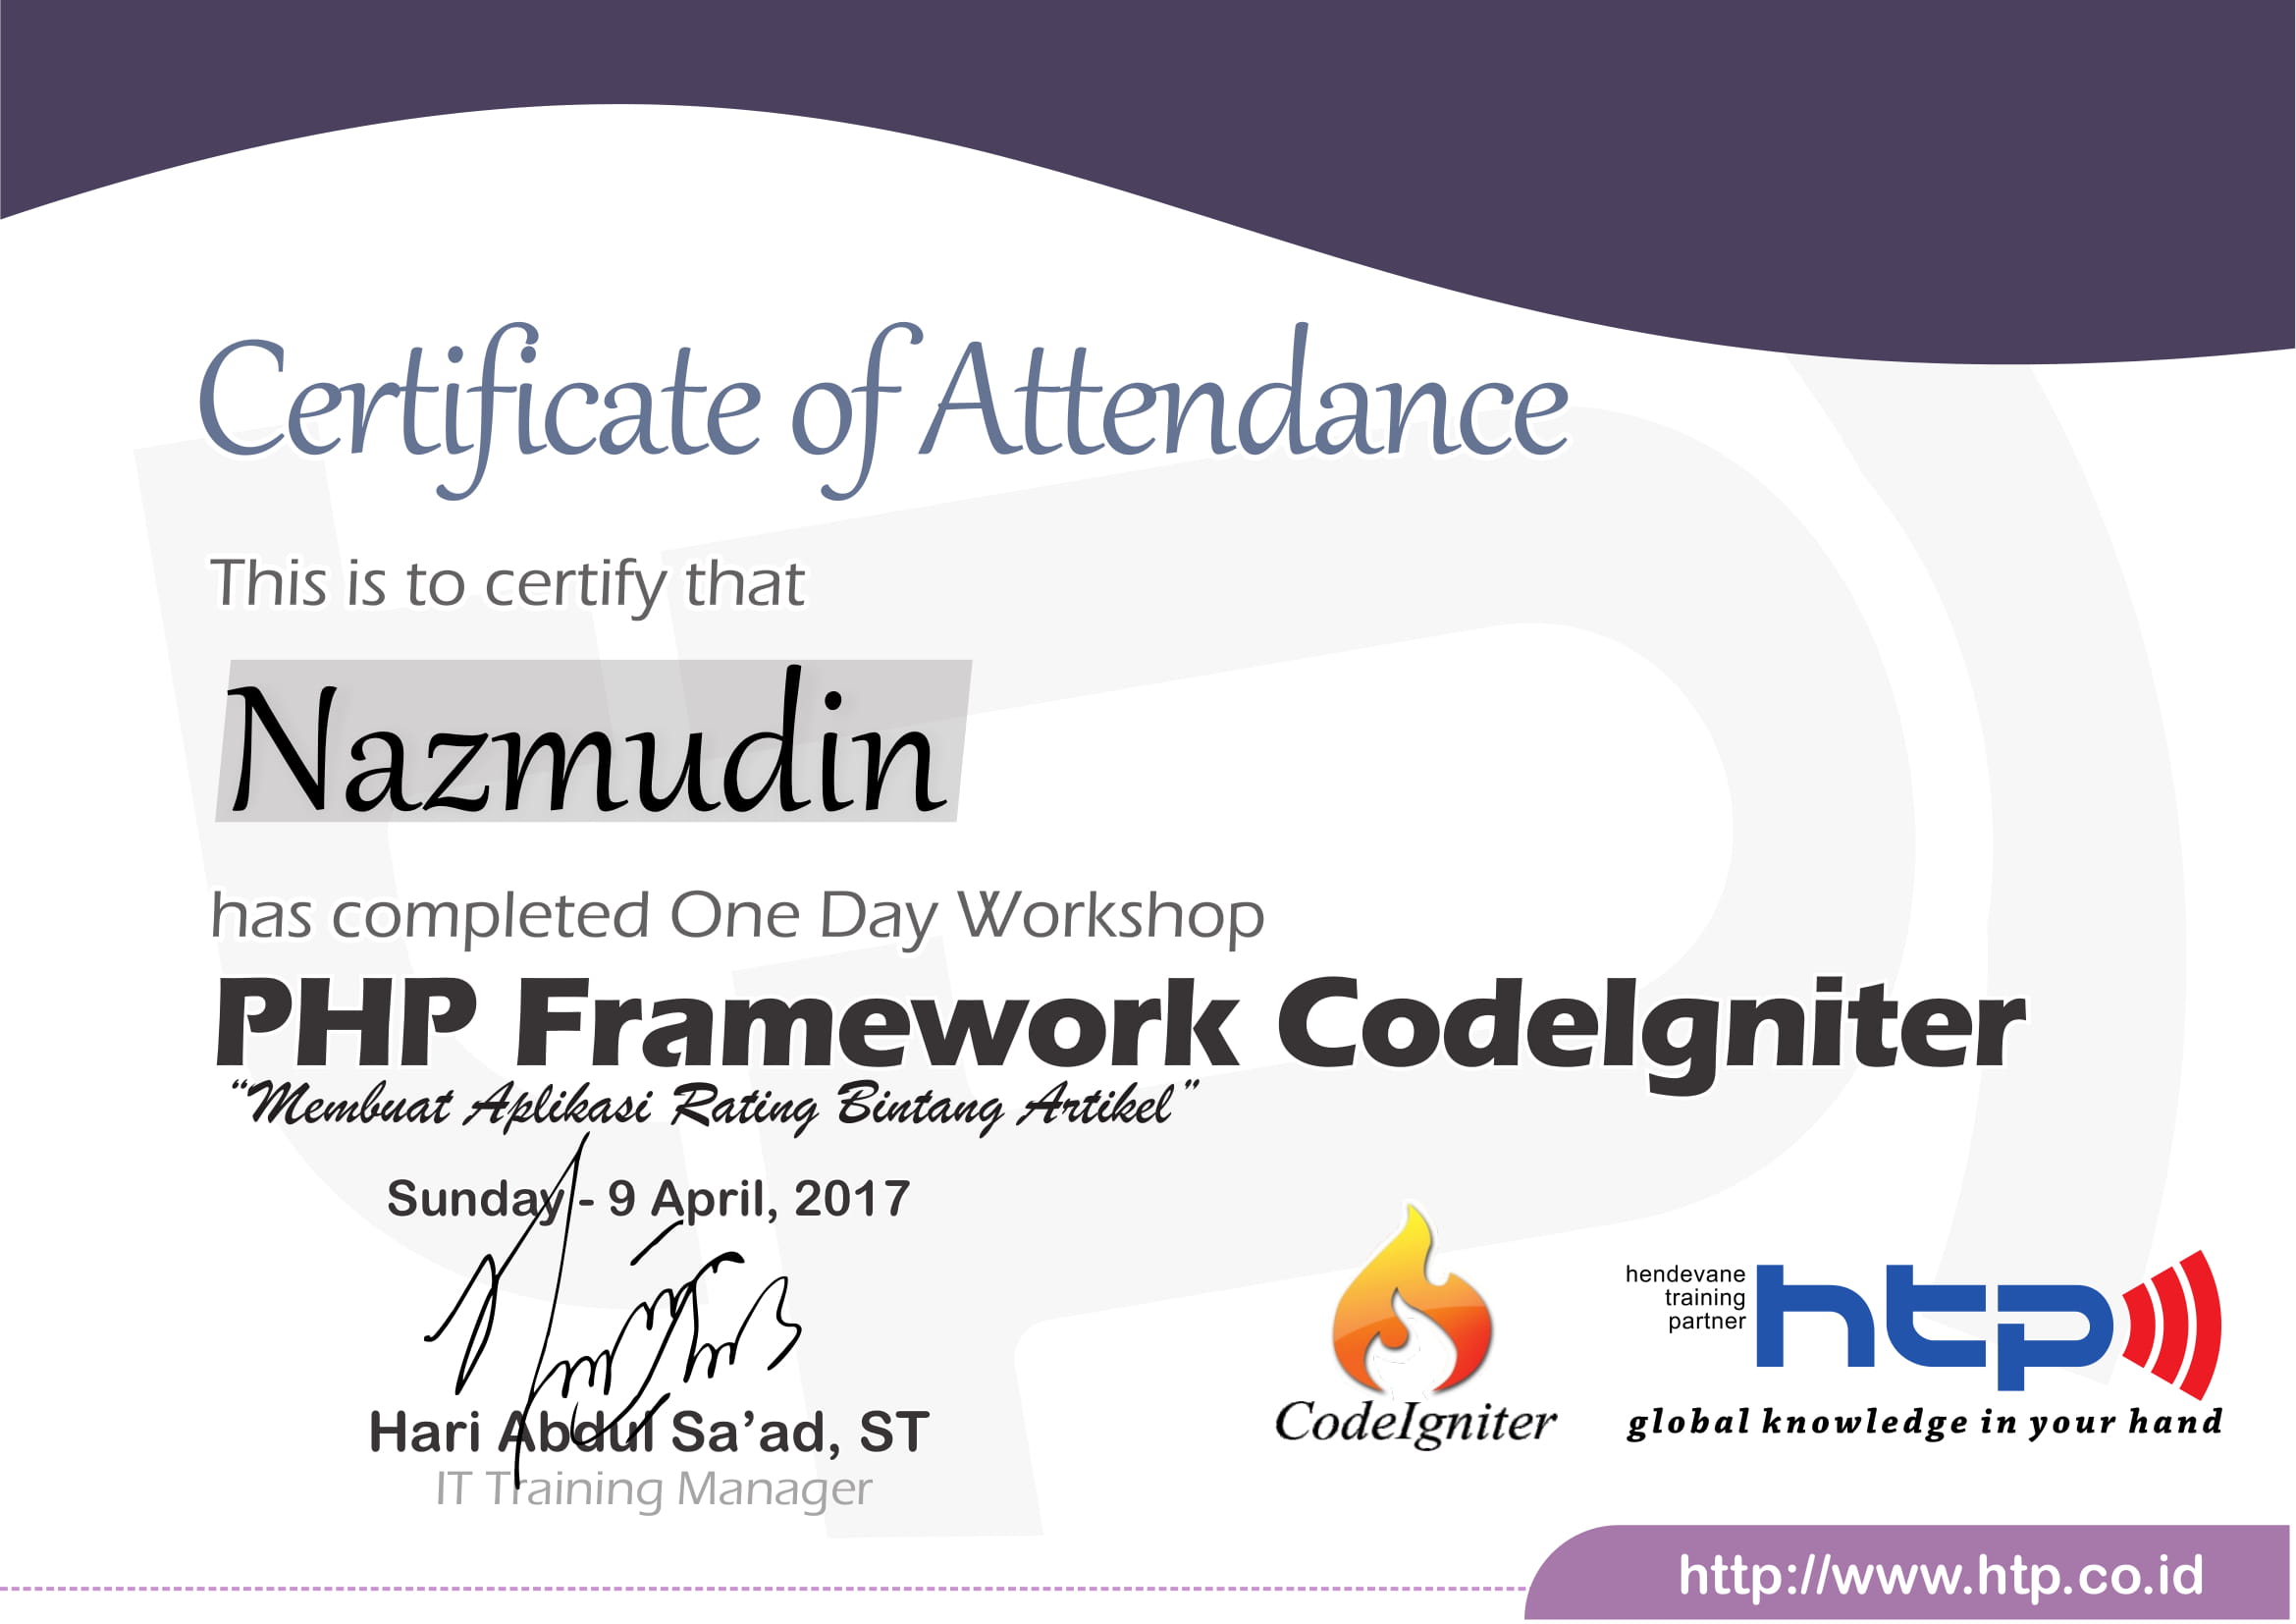 Certificate of Attendance
This is to certify that
Nazmudin
has completed One Day Workshop
PHP Framework CodeIgniter
“Membuat Aplikasi Rating Bintang Artikel”
Sunday - 9 April, 2017
Hari Abdul Sa’ad, ST
IT Training Manager
CodeIgniter
hendevane
training
partner
htp
global knowledge in your hand
http://www.htp.co.id